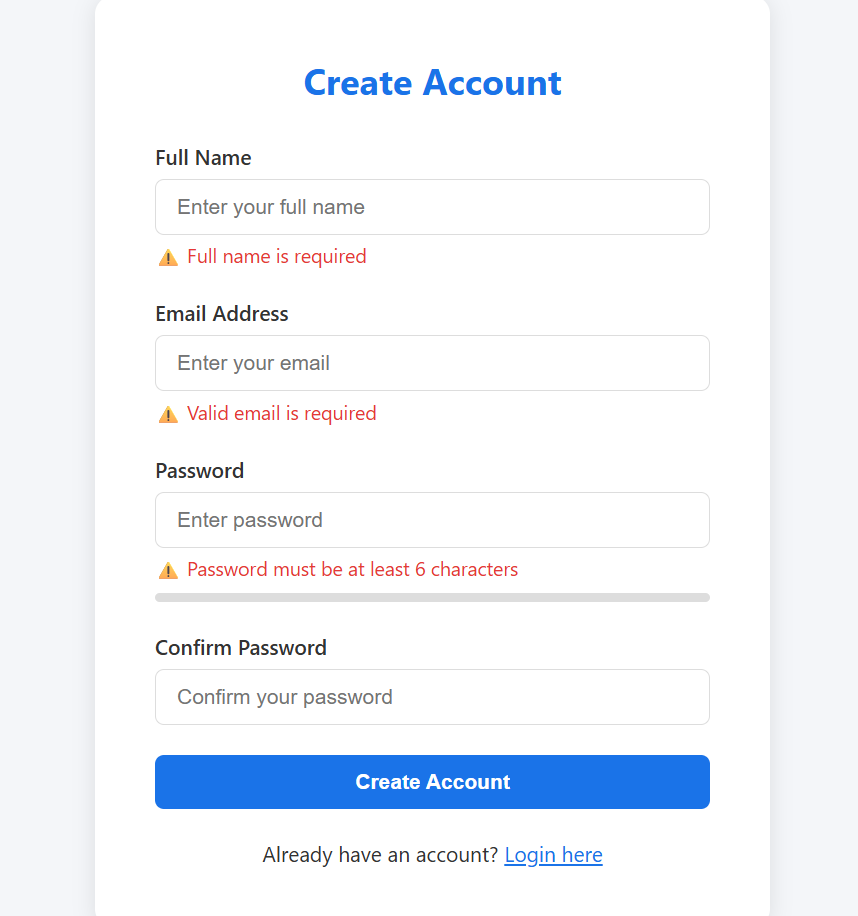 Create Account
Full Name
Enter your full name
⚠ Full name is required
Email Address
Enter your email
⚠ Valid email is required
Password
Enter password
⚠ Password must be at least 6 characters
Confirm Password
Confirm your password
Create Account
Already have an account? Login here